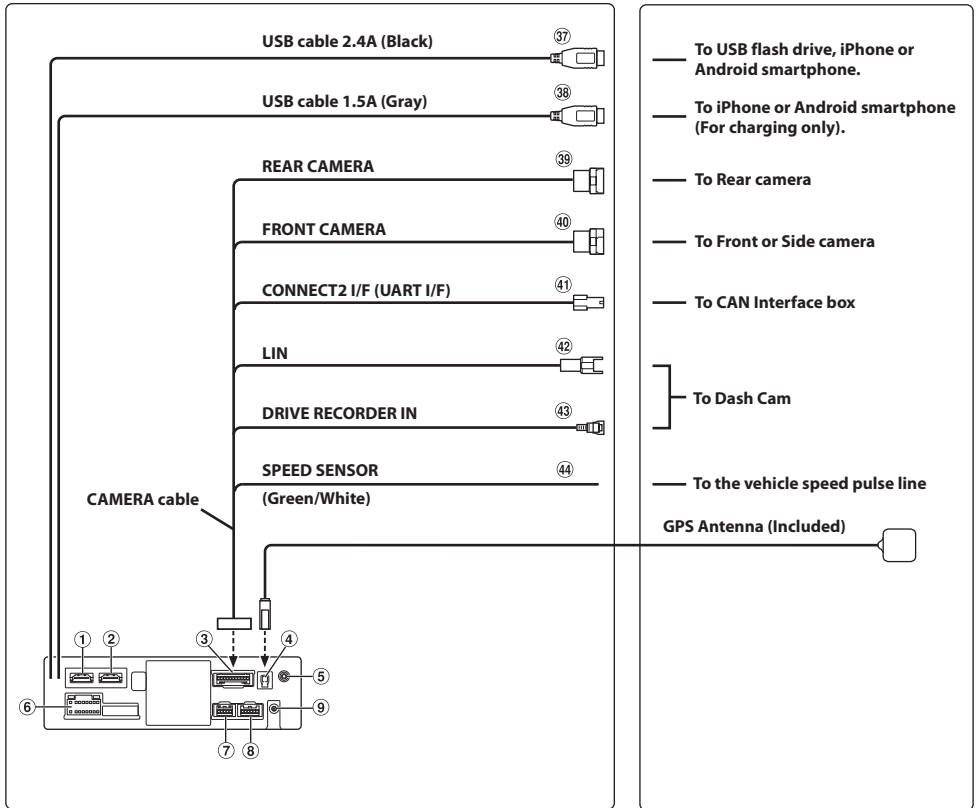 USB cable 2.4A (Black)
㊲
To USB flash drive, iPhone or
Android smartphone.
USB cable 1.5A (Gray)
㊳
To iPhone or Android smartphone
(For charging only).
REAR CAMERA
㊴
To Rear camera
FRONT CAMERA
㊵
To Front or Side camera
CONNECT2 I/F (UART I/F)
㊶
To CAN Interface box
LIN
㊷
To Dash Cam
DRIVE RECORDER IN
㊸
SPEED SENSOR
㊹
(Green/White)
To the vehicle speed pulse line
CAMERA cable
GPS Antenna (Included)
① ② ③ ④ ⑤
⑥ ⑨
⑦ ⑧